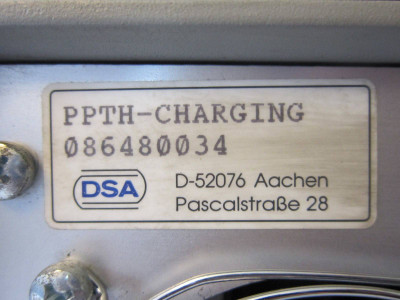 PPTH-CHARGING
086480034
DSA
D-52076 Aachen
Pascalstraße 28